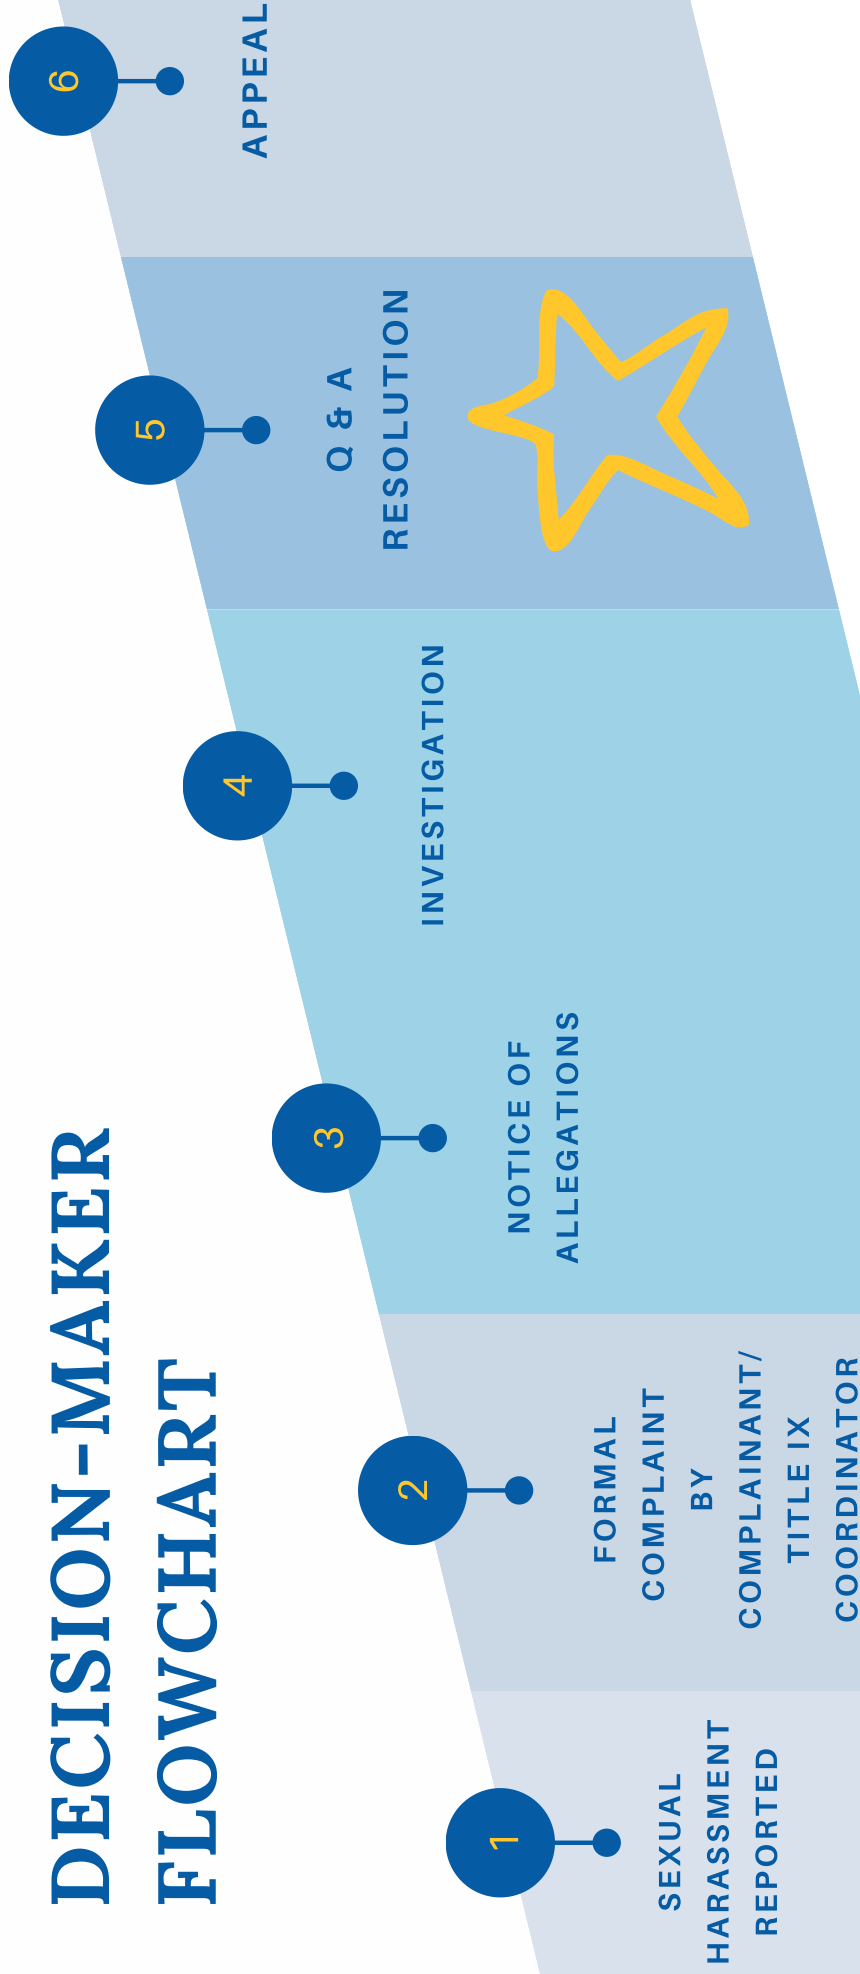 DECISION-MAKER
FLOWCHART
1
SEXUAL
HARASSMENT
REPORTED
2
FORMAL
COMPLAINT
BY
COMPLAINANT/
TITLE IX
COORDINATOR
3
NOTICE OF
ALLEGATIONS
4
INVESTIGATION
5
Q & A
RESOLUTION
6
APPEAL